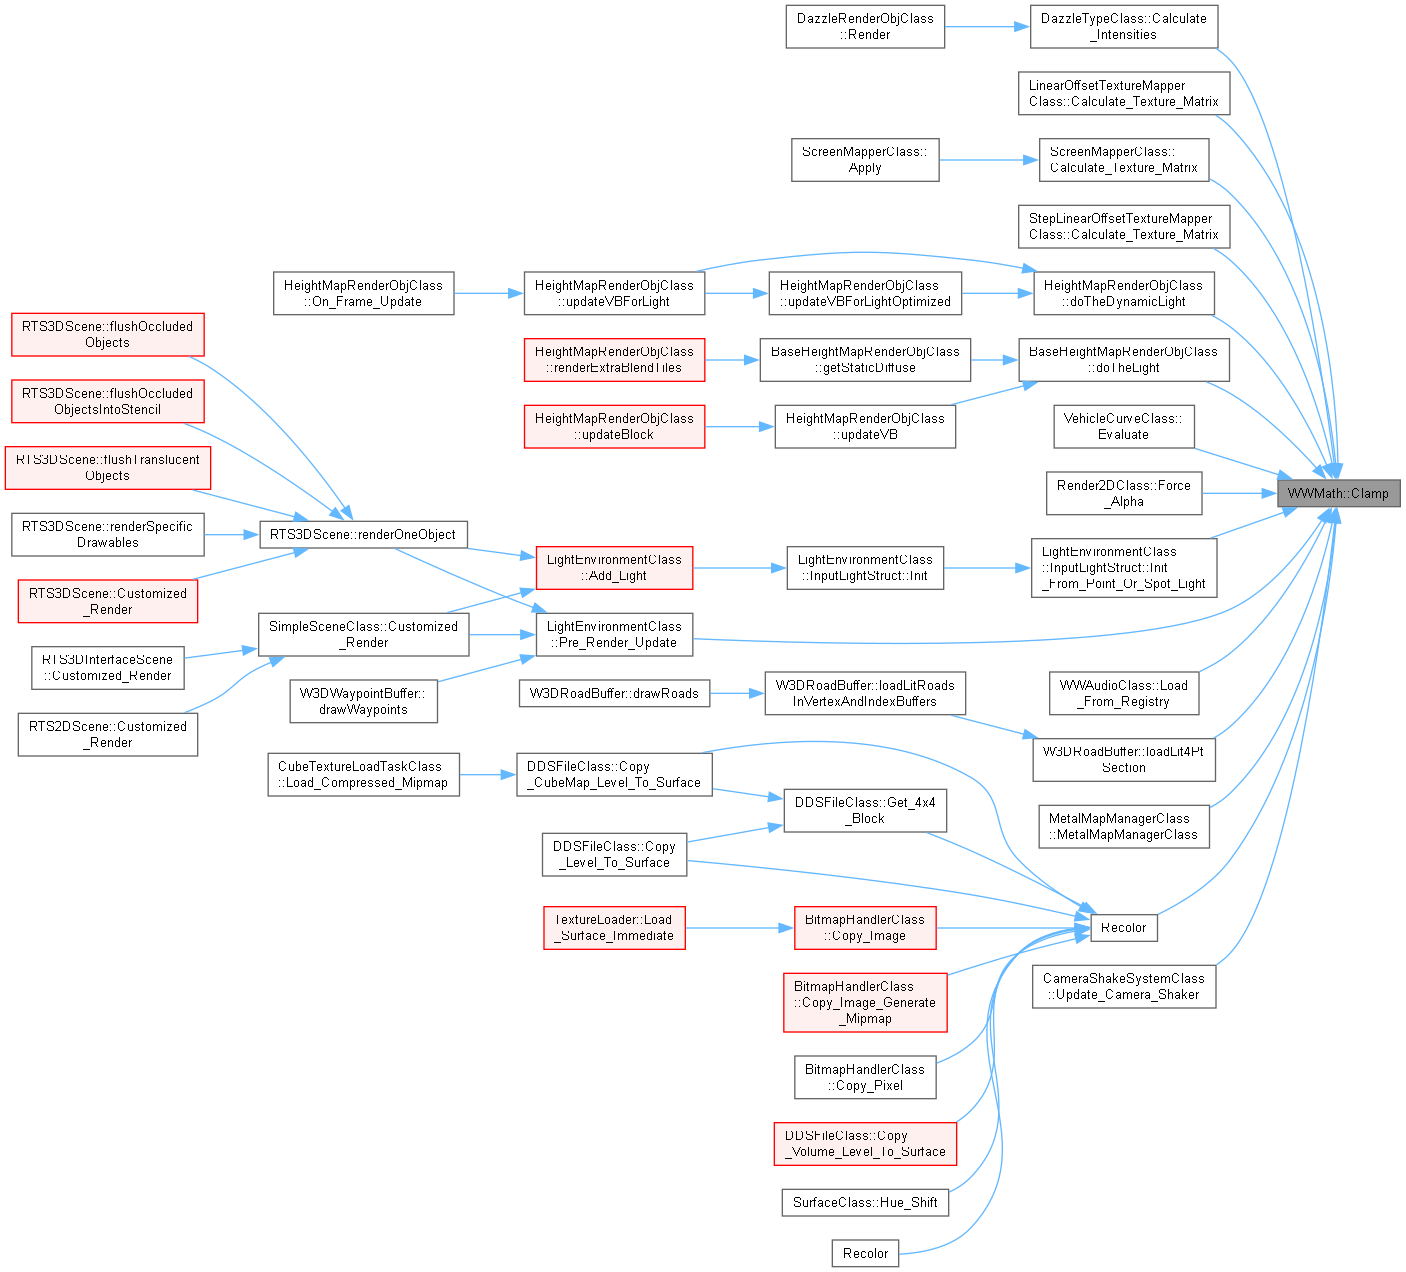 DazzleRenderObjClass
::Render
DazzleTypeClass::Calculate
_Intensities
LinearOffsetTextureMapper
Class::Calculate_Texture_Matrix
ScreenMapperClass::
Apply
ScreenMapperClass::
Calculate_Texture_Matrix
StepLinearOffsetTextureMapper
Class::Calculate_Texture_Matrix
HeightMapRenderObjClass
::On_Frame_Update
HeightMapRenderObjClass
::updateVBForLight
HeightMapRenderObjClass
::updateVBForLightOptimized
HeightMapRenderObjClass
::doTheDynamicLight
RTS3DScene::flushOccluded
Objects
HeightMapRenderObjClass
::renderExtraBlendTiles
BaseHeightMapRenderObjClass
::getStaticDiffuse
BaseHeightMapRenderObjClass
::doTheLight
RTS3DScene::flushOccluded
ObjectsIntoStencil
HeightMapRenderObjClass
::updateBlock
HeightMapRenderObjClass
::updateVB
VehicleCurveClass::
Evaluate
RTS3DScene::flushTranslucent
Objects
Render2DClass::Force
_Alpha
WWMath::Clamp
RTS3DScene::renderSpecific
Drawables
RTS3DScene::renderOneObject
LightEnvironmentClass
::Add_Light
LightEnvironmentClass
::InputLightStruct::Init
LightEnvironmentClass
::InputLightStruct::Init
_From_Point_Or_Spot_Light
RTS3DScene::Customized
_Render
SimpleSceneClass::Customized
_Render
LightEnvironmentClass
::Pre_Render_Update
RTS3DInterfaceScene
::Customized_Render
W3DWaypointBuffer::
drawWaypoints
W3DRoadBuffer::drawRoads
W3DRoadBuffer::loadLitRoads
InVertexAndIndexBuffers
WWAudioClass::Load
_From_Registry
RTS2DScene::Customized
_Render
W3DRoadBuffer::loadLit4Pt
Section
CubeTextureLoadTaskClass
::Load_Compressed_Mipmap
DDSFileClass::Copy
_CubeMap_Level_To_Surface
DDSFileClass::Get_4x4
_Block
MetalMapManagerClass
::MetalMapManagerClass
DDSFileClass::Copy
_Level_To_Surface
TextureLoader::Load
_Surface_Immediate
BitmapHandlerClass
::Copy_Image
Recolor
CameraShakeSystemClass
::Update_Camera_Shaker
BitmapHandlerClass
::Copy_Image_Generate
_Mipmap
BitmapHandlerClass
::Copy_Pixel
DDSFileClass::Copy
_Volume_Level_To_Surface
SurfaceClass::Hue_Shift
Recolor